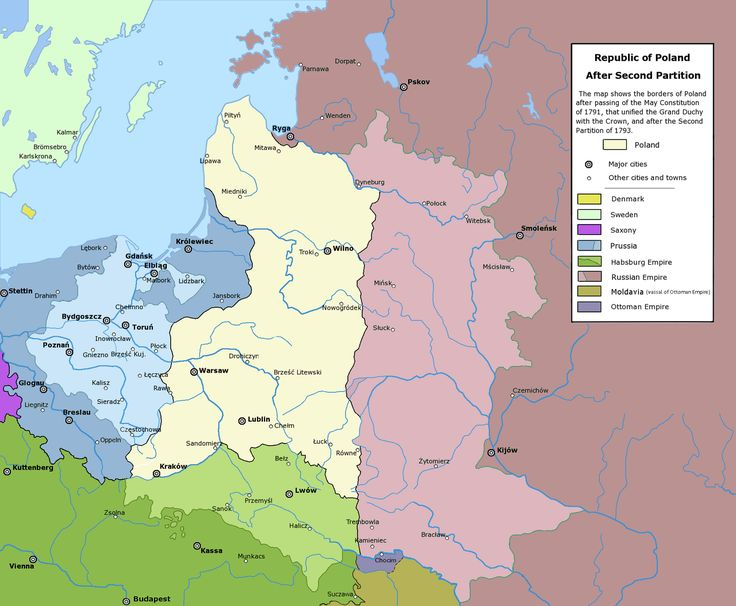 Republic of Poland
After Second Partition
The map shows the borders of Poland
after passing of the May Constitution
of 1791, that unified the Grand Duchy
with the Crown, and after the Second
Partition of 1793.
Poland
Major cities
Other cities and towns
Denmark
Sweden
Saxony
Prussia
Habsburg Empire
Russian Empire
Moldavia (vassal of Ottoman Empire)
Ottoman Empire
Parnawa
Dorpat
Pskov
Piltyń
Wenden
Ryga
Kalmar
Mitawa
Brömsebro
Karlskrona
Lipawa
Dyneburg
Miedniki
Połock
Witebsk
Smoleńsk
Królewiec
Lębork
Gdańsk
Wilno
Troki
Elbląg
Bytów
Mścisław
Malbork
Lidzbark
Mińsk
Stettin
Drahim
Jansbork
Chełmno
Nowogródek
Bydgoszcz
Toruń
Słuck
Inowrocław
Poznań
Płock
Gniezno
Brześć Kuj.
Drohiczyn
Warsaw
Brześć Litewski
Łęczyca
Kalisz
Rawa
Glogau
Czernichów
Sieradz
Liegnitz
Breslau
Lublin
Chełm
Częstochowa
Oppeln
Sandomierz
Łuck
Równe
Kijów
Bełz
Żytomierz
Kuttenberg
Kraków
Lwów
Przemyśl
Sanók
Zsolna
Halicz
Trembowla
Kamieniec
Bracław
Kassa
Munkacs
Chocim
Vienna
Suczawa
Budapest